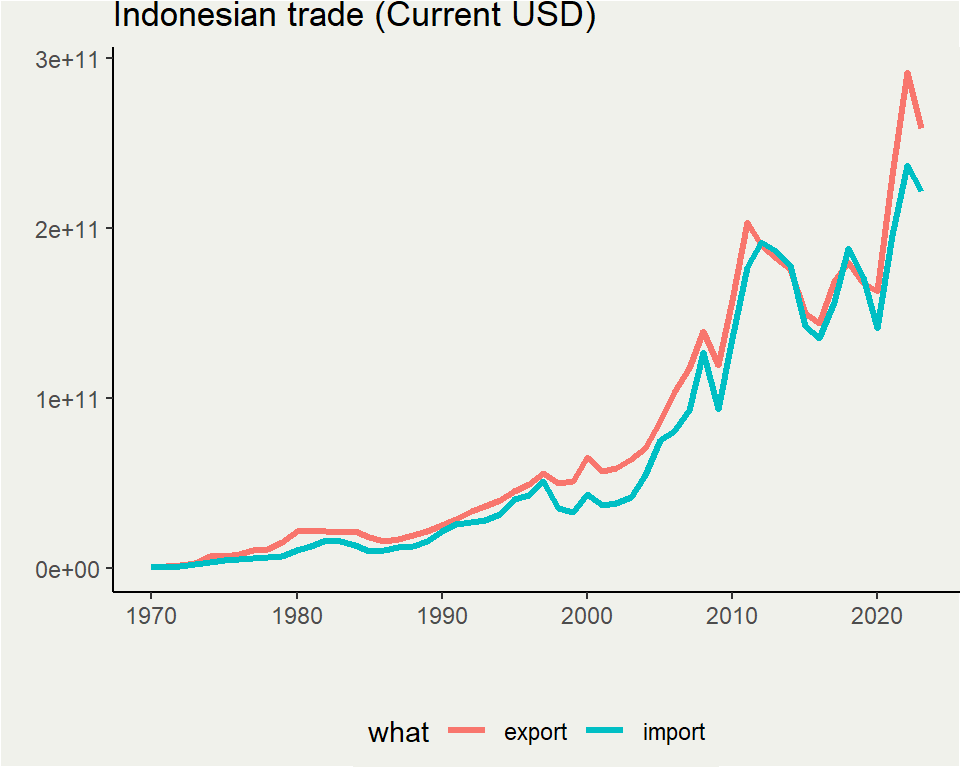 Indonesian trade (Current USD)
3e+11
2e+11
1e+11
0e+00
1970 1980 1990 2000 2010 2020
what export import